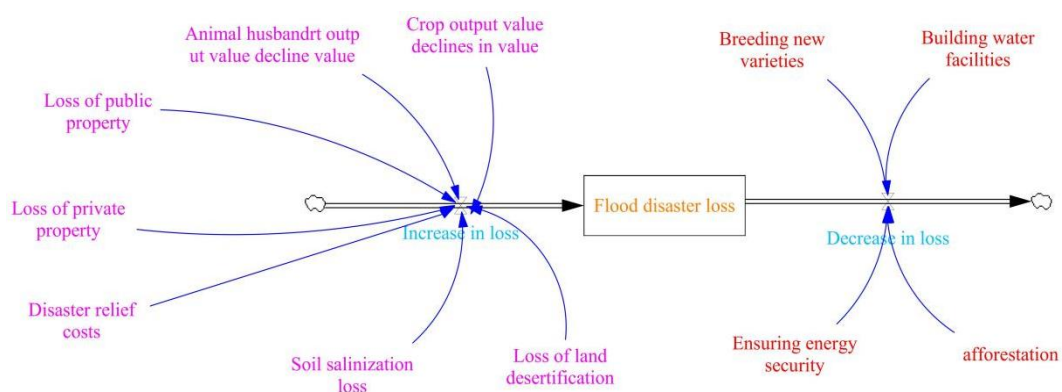 Animal husbandrt outp
ut value decline value
Crop output value
declines in value
Breeding new
varieties
Building water
facilities
Loss of public
property
Loss of private
property
Flood disaster loss
Increase in loss
Decrease in loss
Disaster relief
costs
Soil salinization
loss
Loss of land
desertification
Ensuring energy
security
afforestation